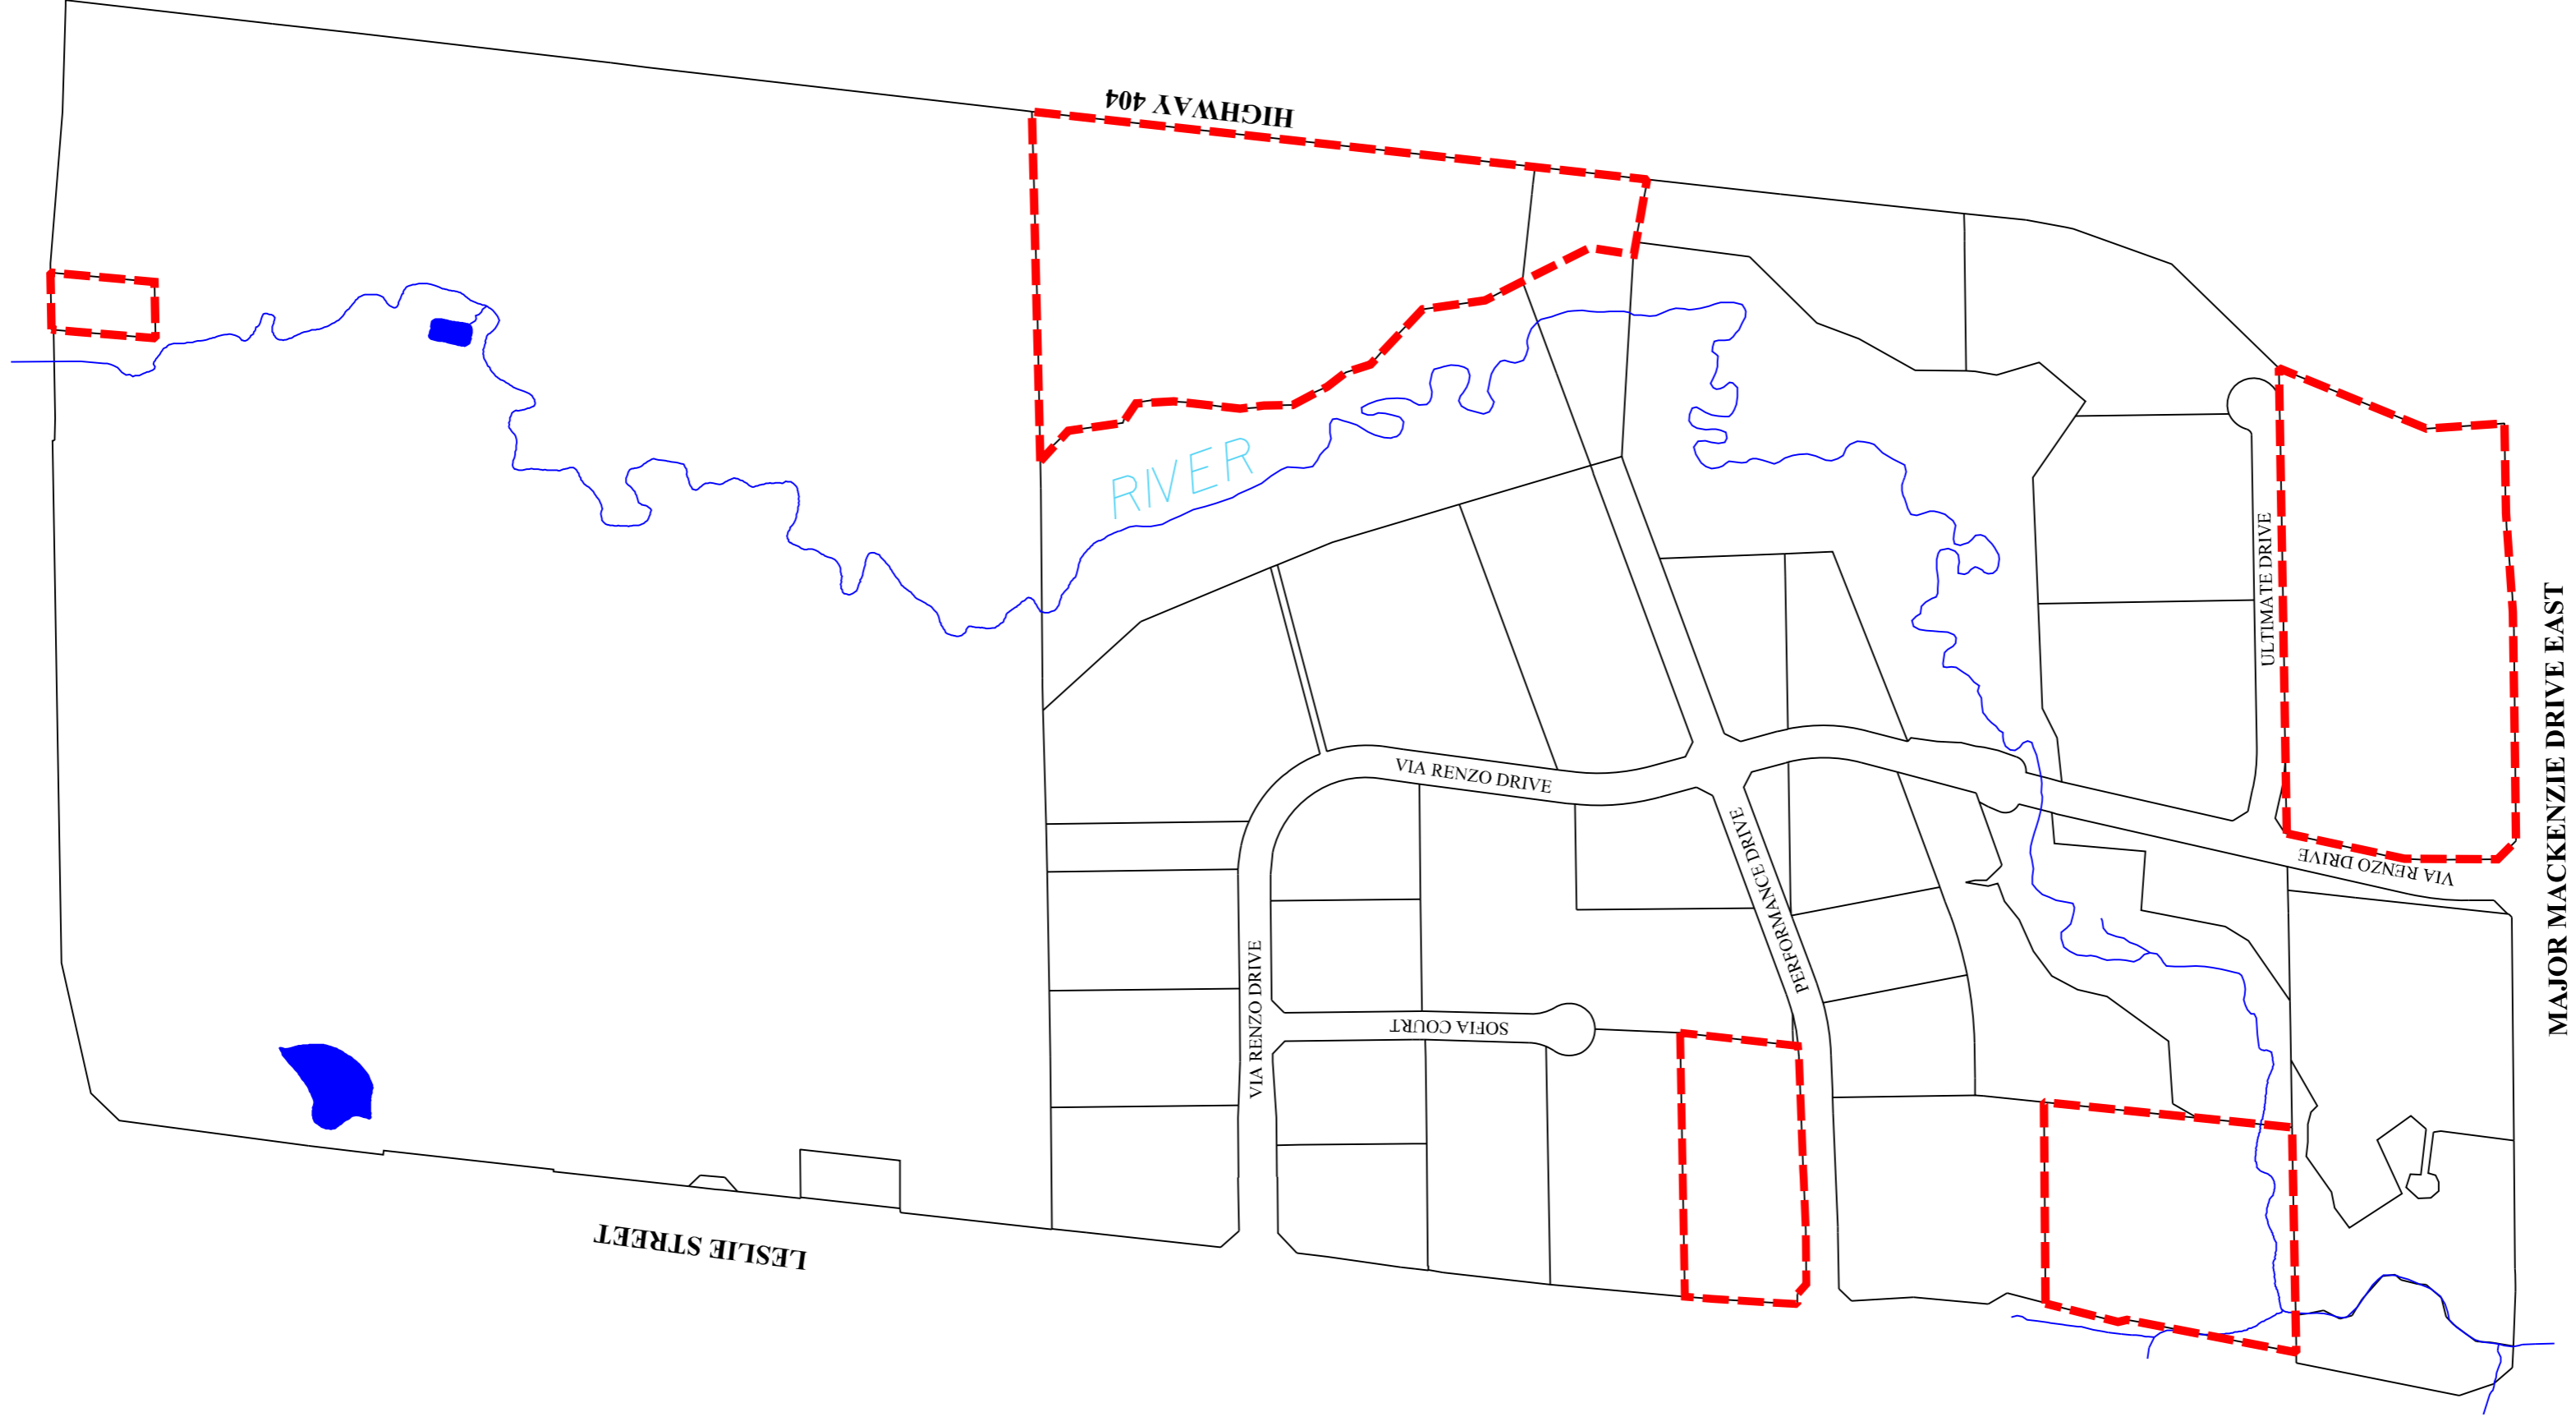 HIGHWAY 404
RIVER
ULTIMATE DRIVE
MAJOR MACKENZIE DRIVE EAST
VIA RENZO DRIVE
PERFORMANCE DRIVE
VIA RENZO DRIVE
VIA RENZO DRIVE
SOFIA COURT
LESLIE STREET